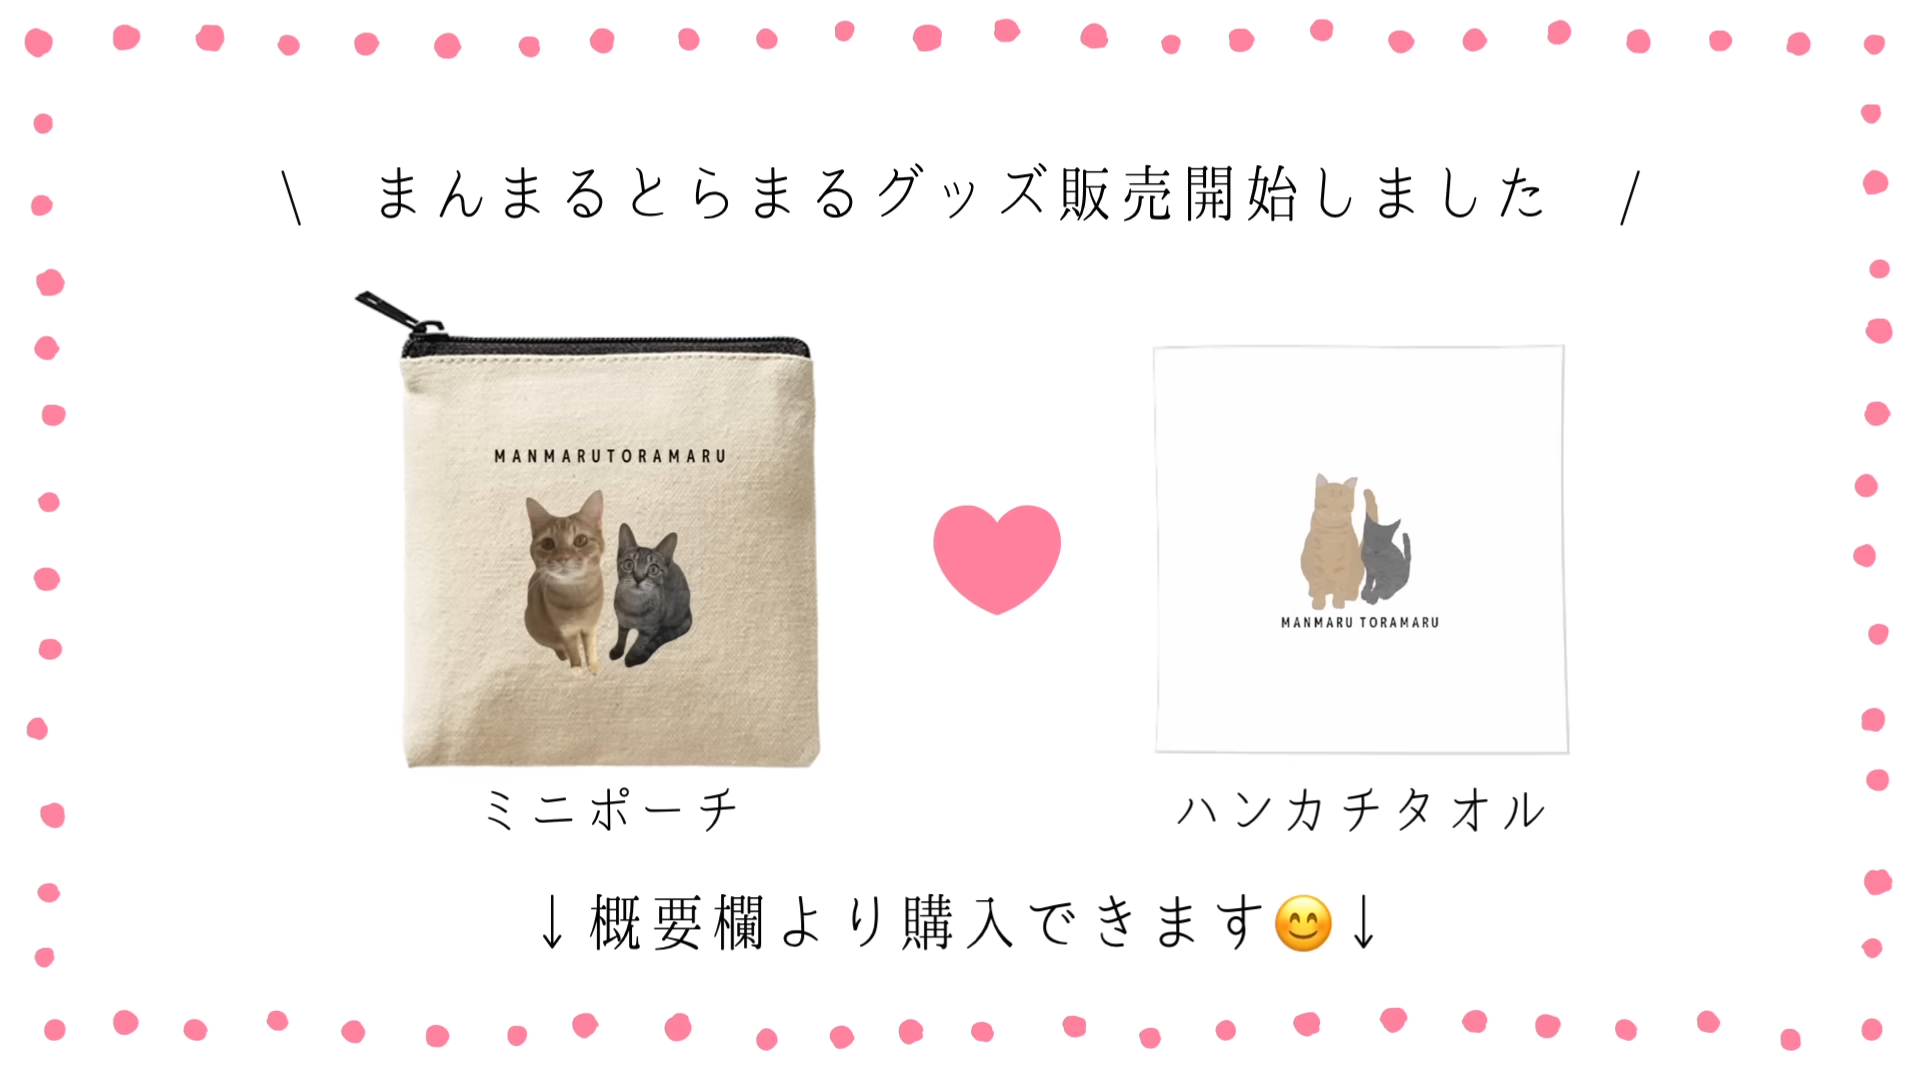 \ まんまるとらまるグッズ販売開始しました /
MANMARUTORAMARU
MANMARU TORAMARU
ミニポーチ
ハンカチタオル
↓概要欄より購入できます😊↓